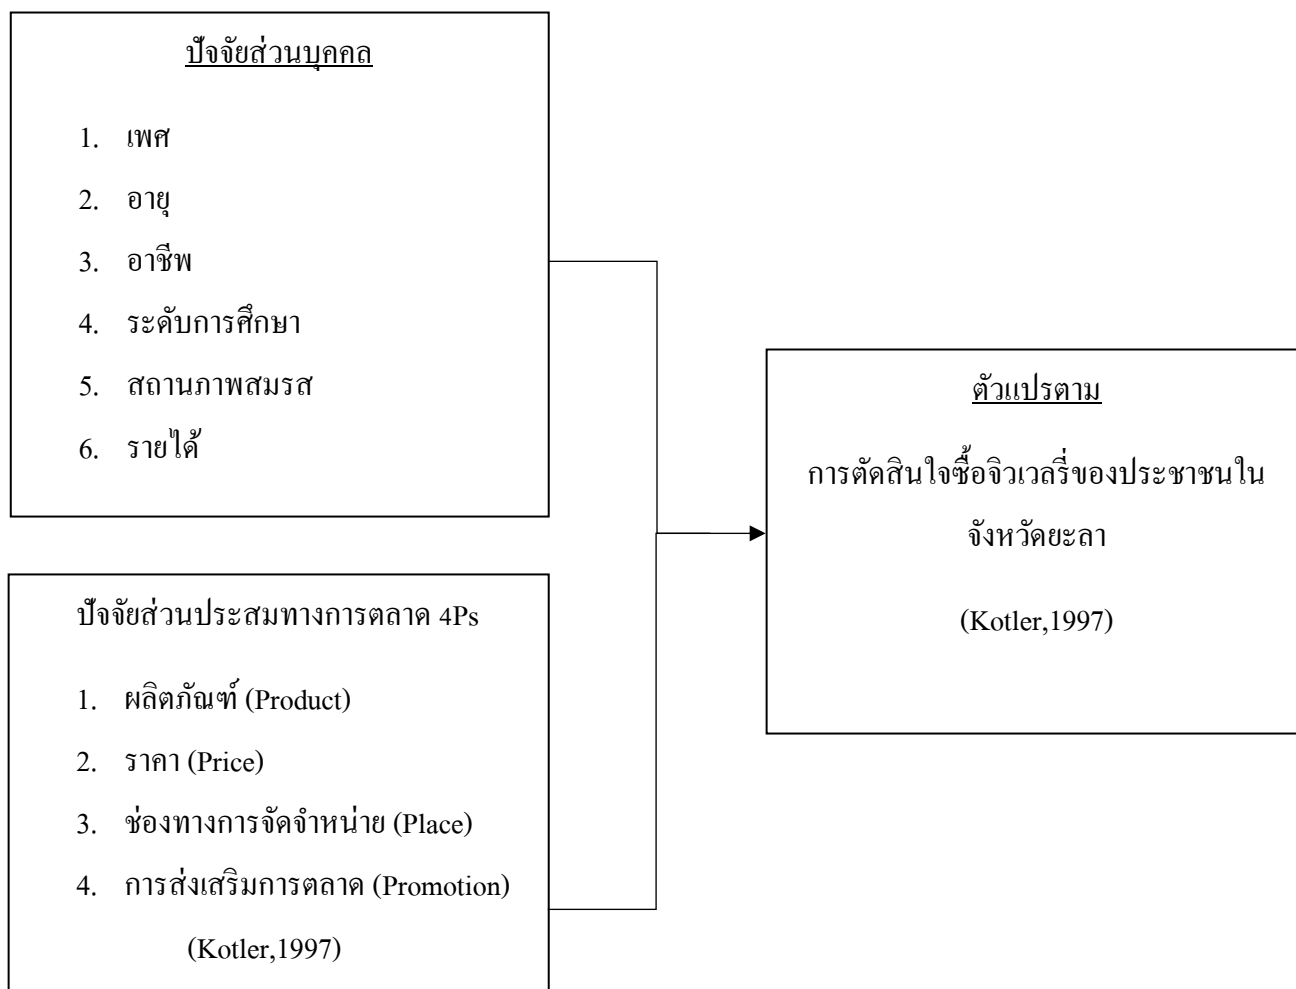 ปัจจัยส่วนบุคคล
1. เพศ
2. อายุ
3. อาชีพ
4. ระดับการศึกษา
5. สถานภาพสมรส
6. รายได้
ปัจจัยส่วนประสมทางการตลาด 4Ps
1. ผลิตภัณฑ์ (Product)
2. ราคา (Price)
3. ช่องทางการจัดจำหน่าย (Place)
4. การส่งเสริมการตลาด (Promotion)
(Kotler,1997)
ตัวแปรตาม
การตัดสินใจซื้อจิวเวลรี่ของประชาชนใน
จังหวัดยะลา
(Kotler,1997)